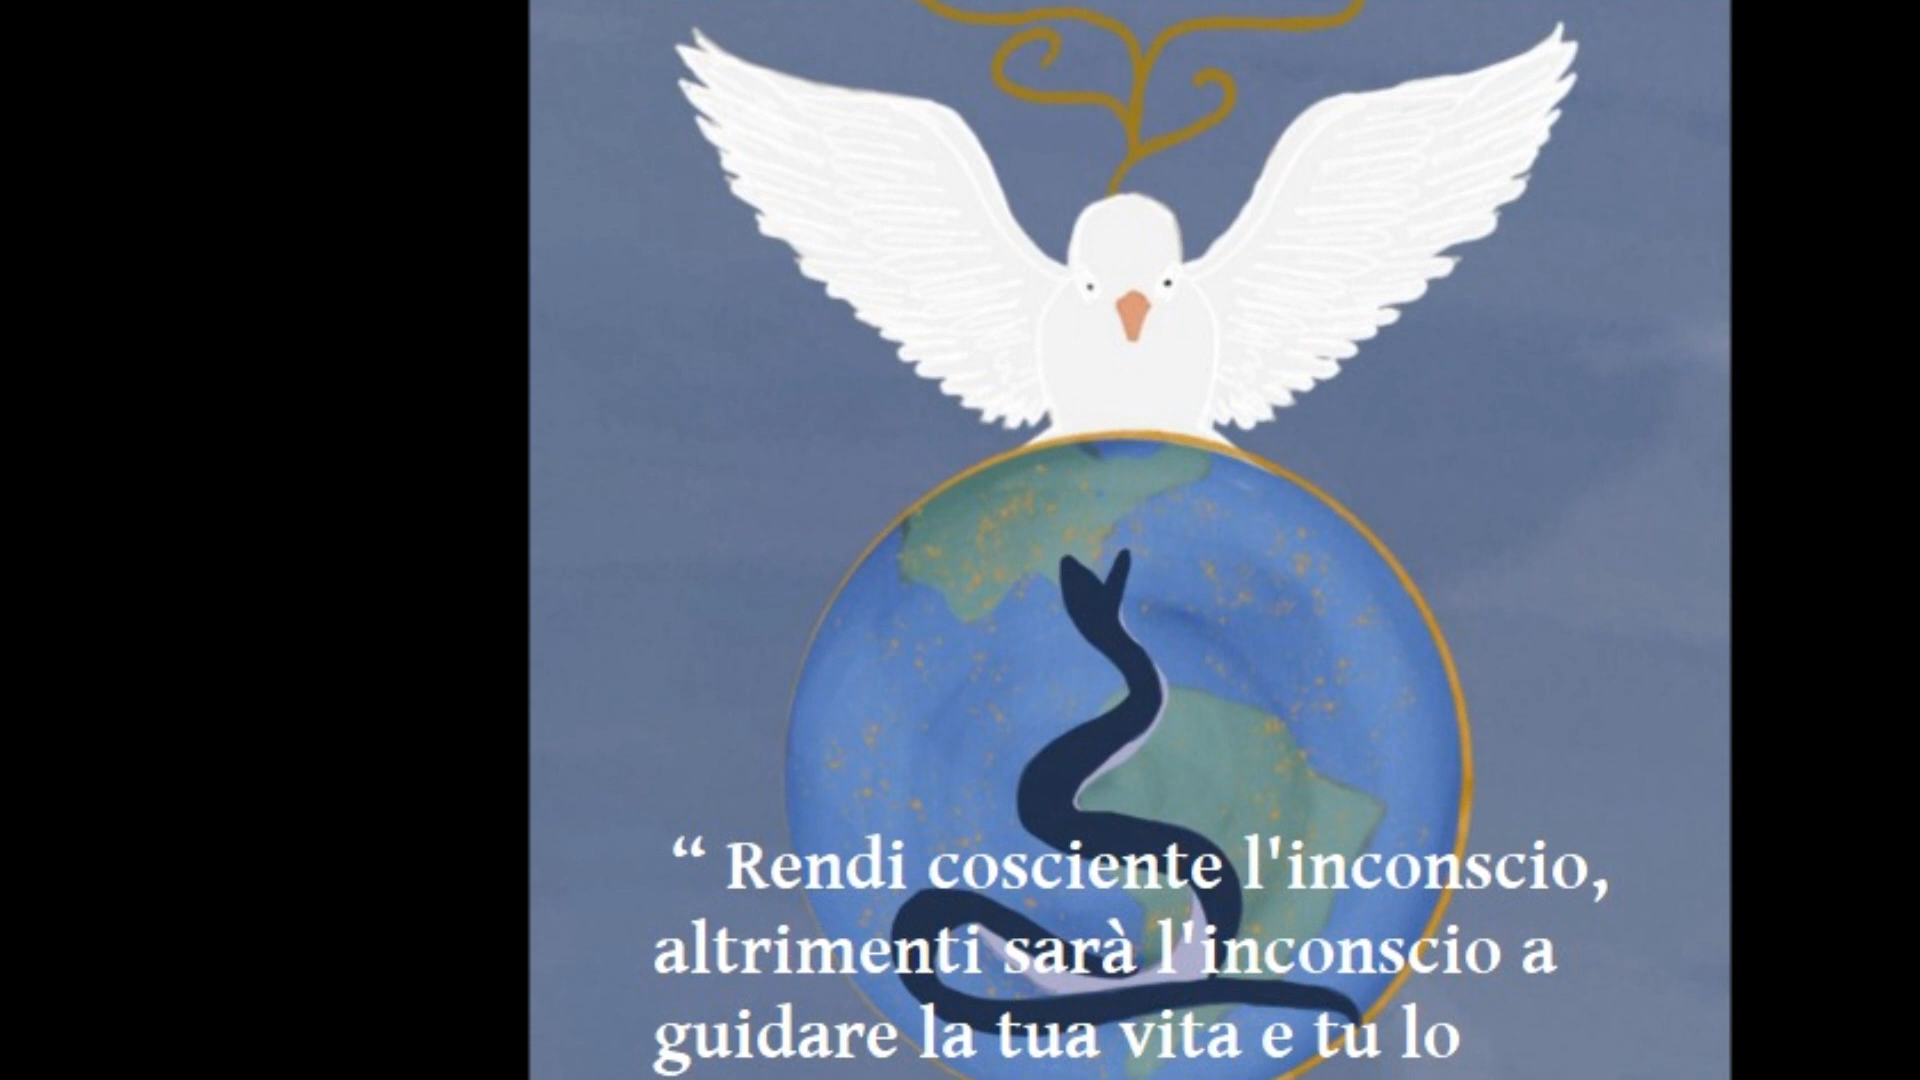 “ Rendi cosciente l'inconscio,
altrimenti sarà l'inconscio a
guidare la tua vita e tu lo